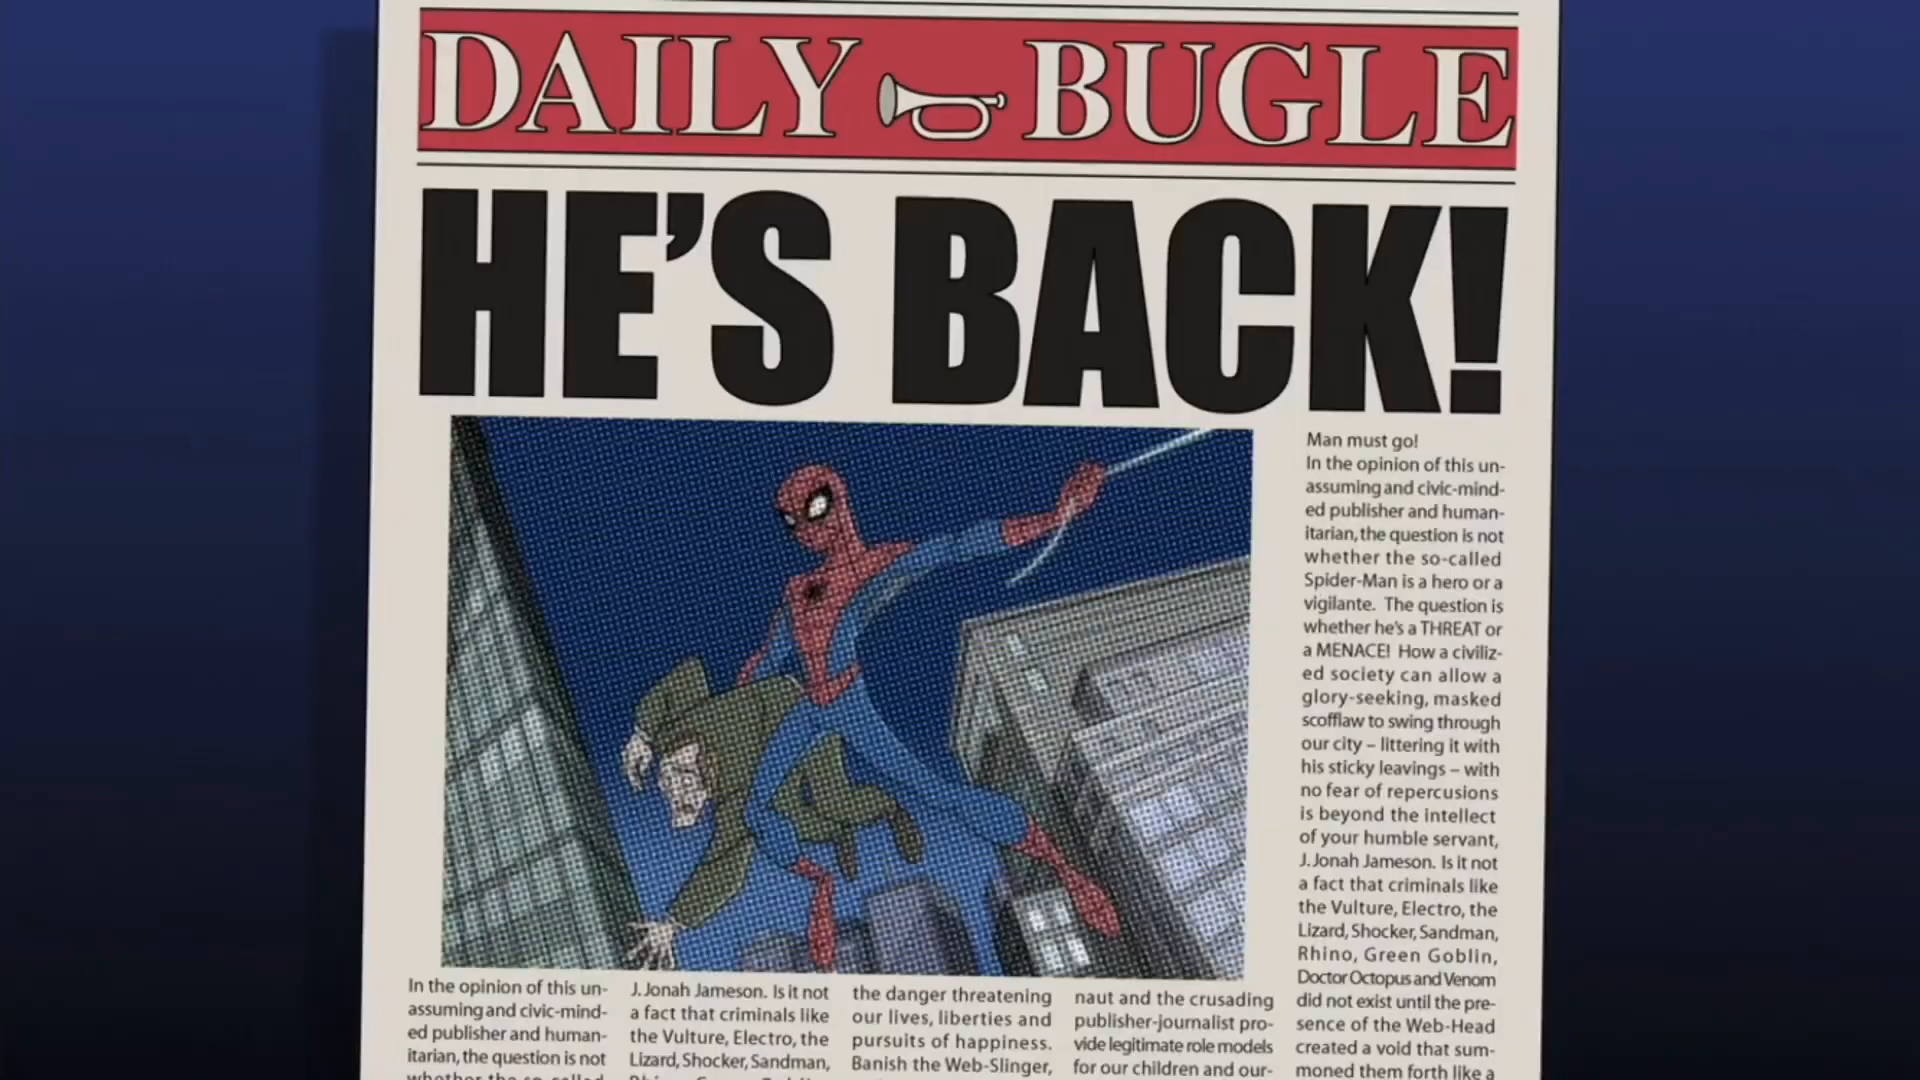 DAILY BUGLE
HE'S BACK!
In the opinion of this un-
assuming and civic-mind-
ed publisher and human-
itarian, the question is not
whether the so-called
J. Jonah Jameson. Is it not
a fact that criminals like
the Vulture, Electro, the
Lizard, Shocker, Sandman,
the danger threatening
our lives, liberties and
pursuits of happiness.
Banish the Web-Slinger,
naut and the crusading
publisher-journalist pro-
vide legitimate role models
for our children and our-
Man must go!
In the opinion of this un-
assuming and civic-mind-
ed publisher and human-
itarian, the question is not
whether the so-called
Spider-Man is a hero or a
vigilante. The question is
whether he's a THREAT or
a MENACE! How a civiliz-
ed society can allow a
glory-seeking, masked
scofflaw to swing through
our city – littering it with
his sticky leavings – with
no fear of repercusions
is beyond the intellect
of your humble servant,
J. Jonah Jameson. Is it not
a fact that criminals like
the Vulture, Electro, the
Lizard, Shocker, Sandman,
Rhino, Green Goblin,
Doctor Octopus and Venom
did not exist until the pre-
sence of the Web-Head
created a void that sum-
moned them forth like a